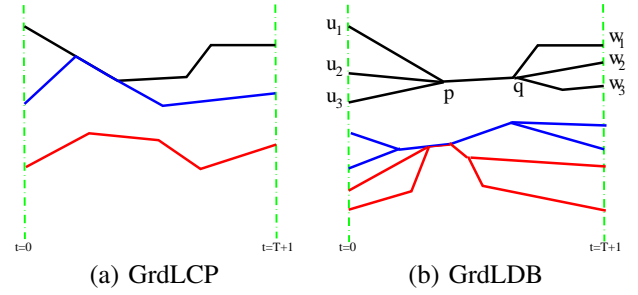 u1
u2
u3
p
q
w1
w2
w3
t=0
t=T+1
t=0
t=T+1
(a) GrdLCP
(b) GrdLDB